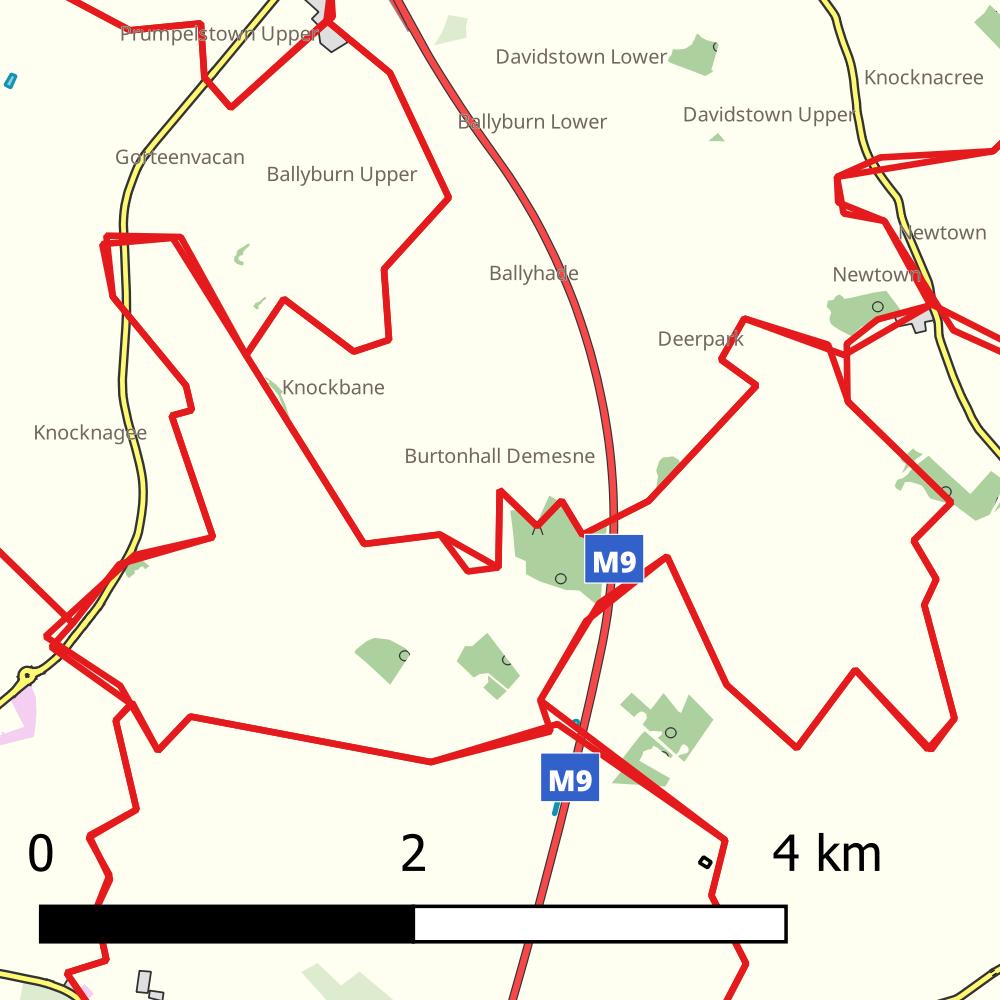 Prumpelstown Upper
Davidstown Lower
Knocknacree
Davidstown Upper
Ballyburn Lower
Gorteenvacan
Ballyburn Upper
Newtown
Ballyhade
Newtown
Deerpark
Knockbane
Knocknagee
Burtonhall Demesne
M9
M9
0 2 4 km